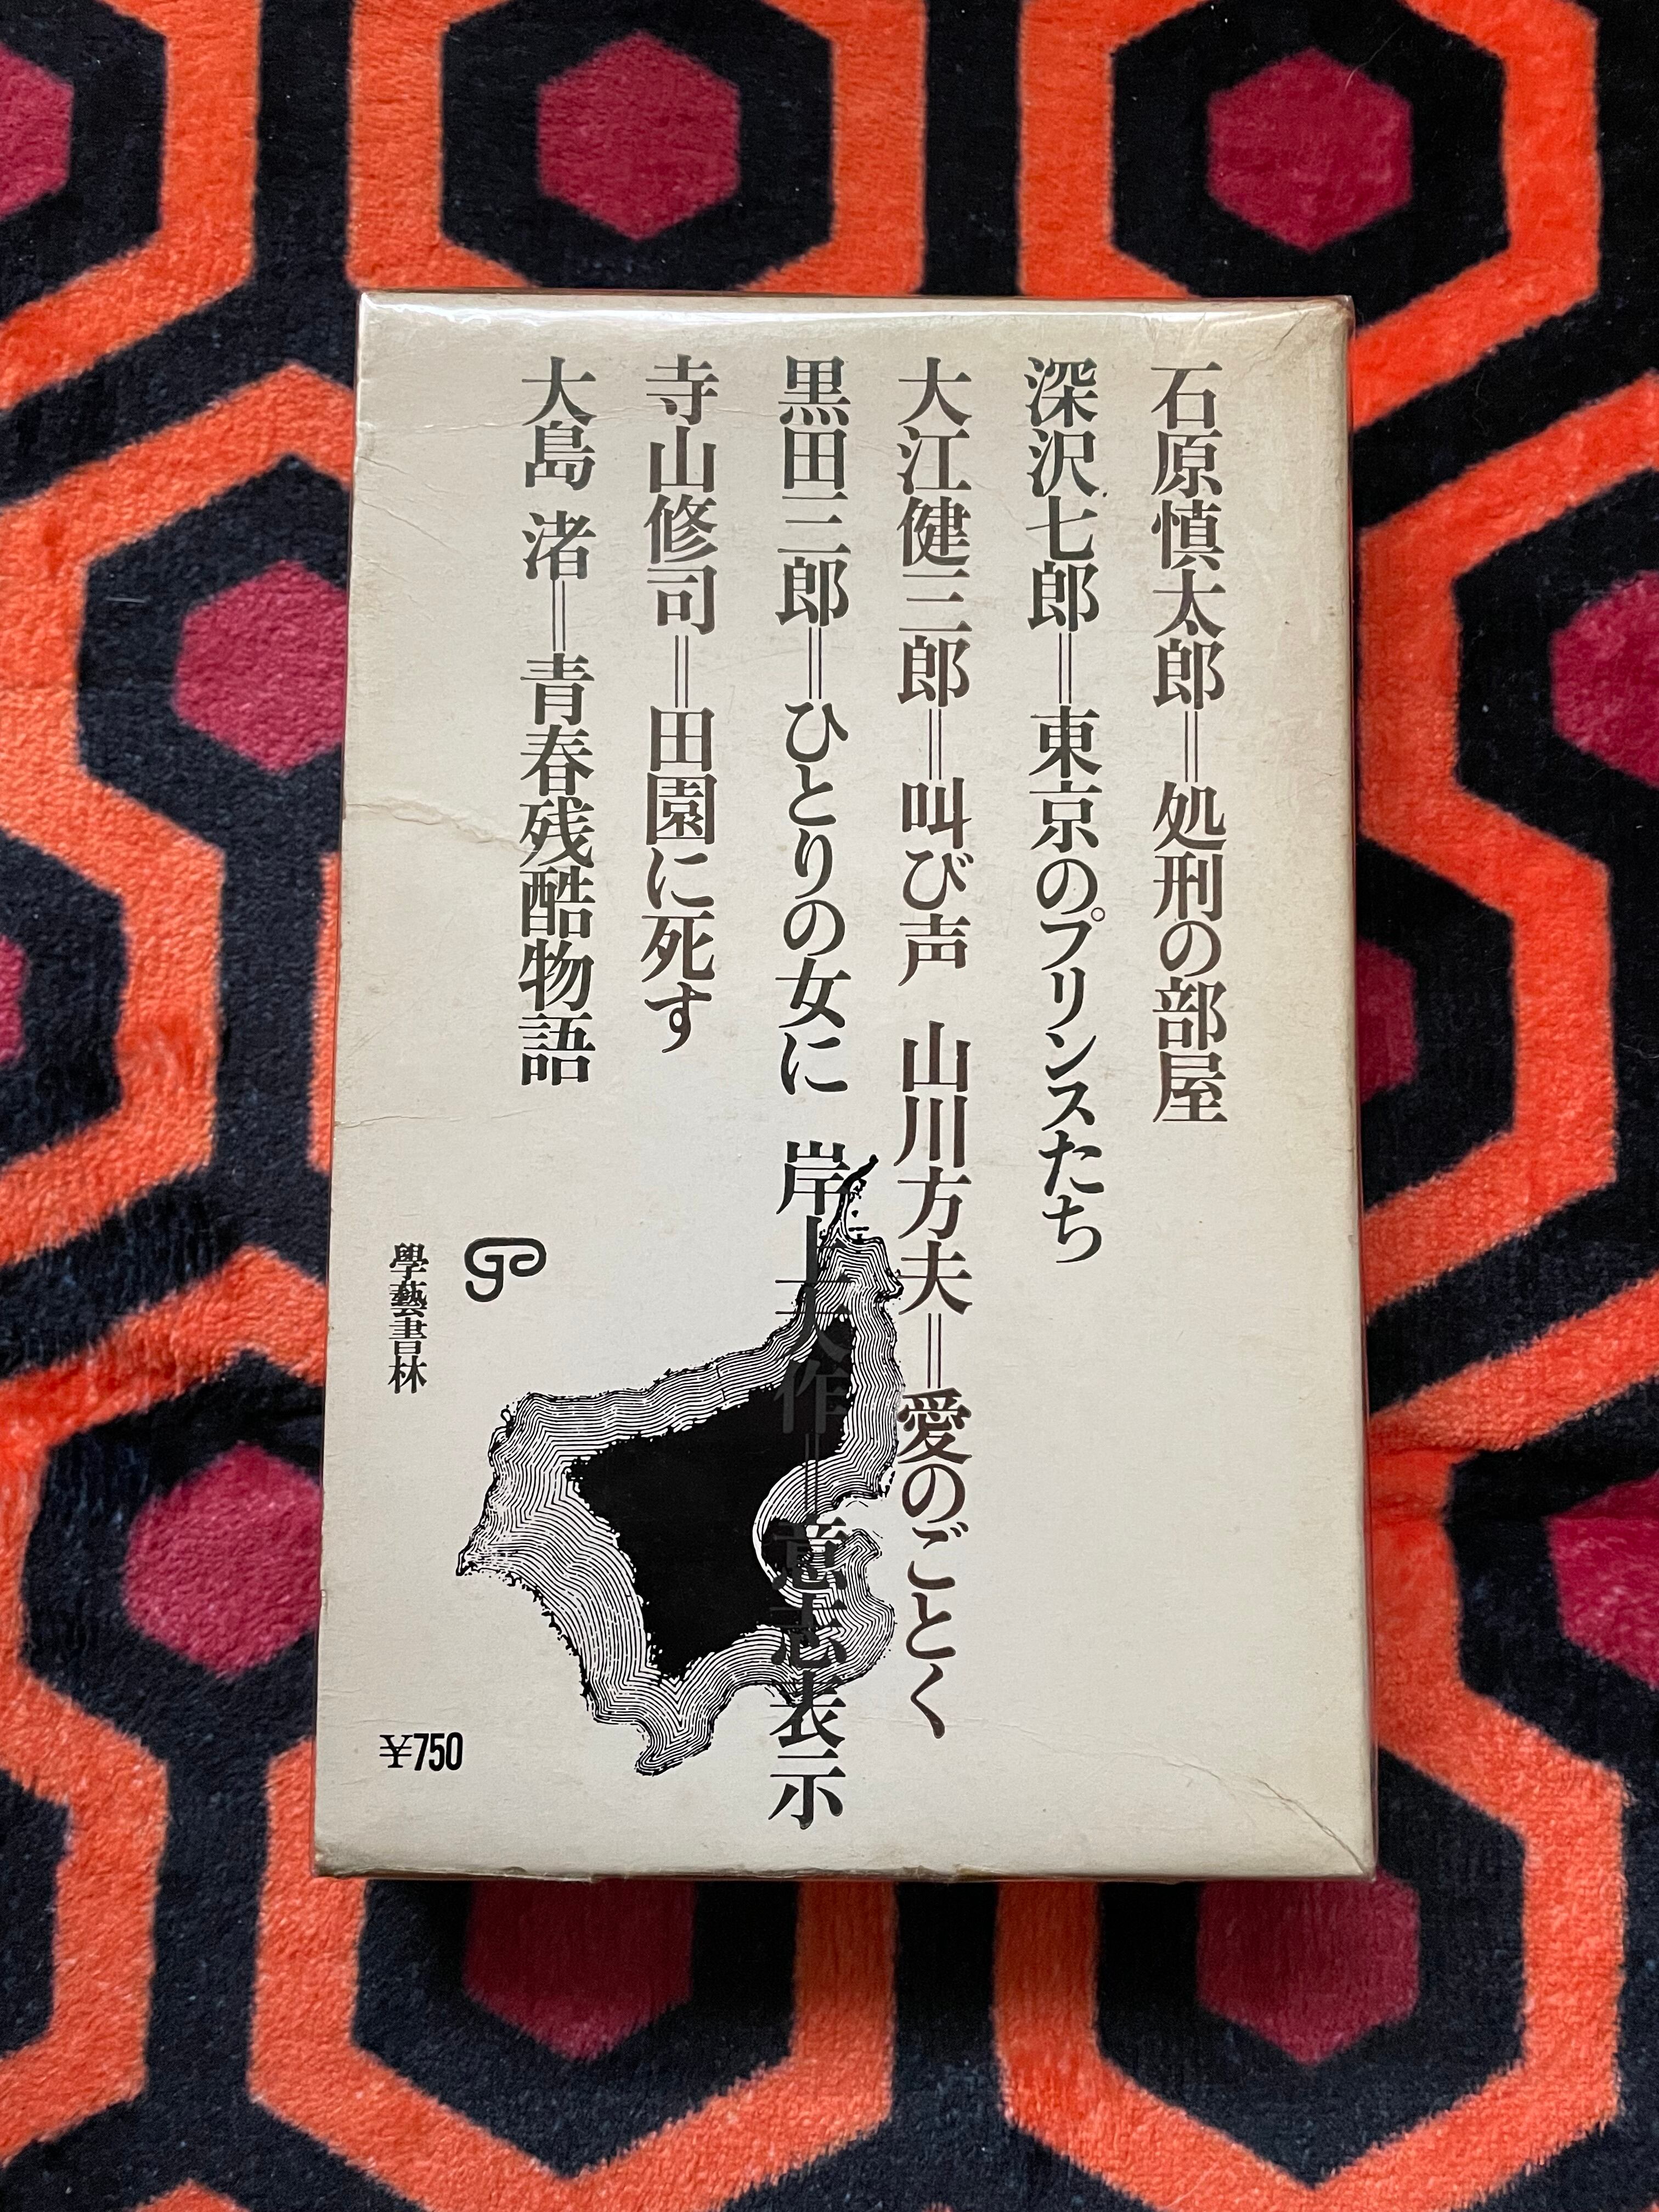 石原慎太郎＝処刑の部屋
深沢七郎＝東京のプリンスたち
大江健三郎＝叫び声　山川方夫＝愛のごとく
黒田三郎＝ひとりの女に　岸上大作＝意志表示
寺山修司＝田園に死す
大島 渚＝青春残酷物語
學藝書林
¥750